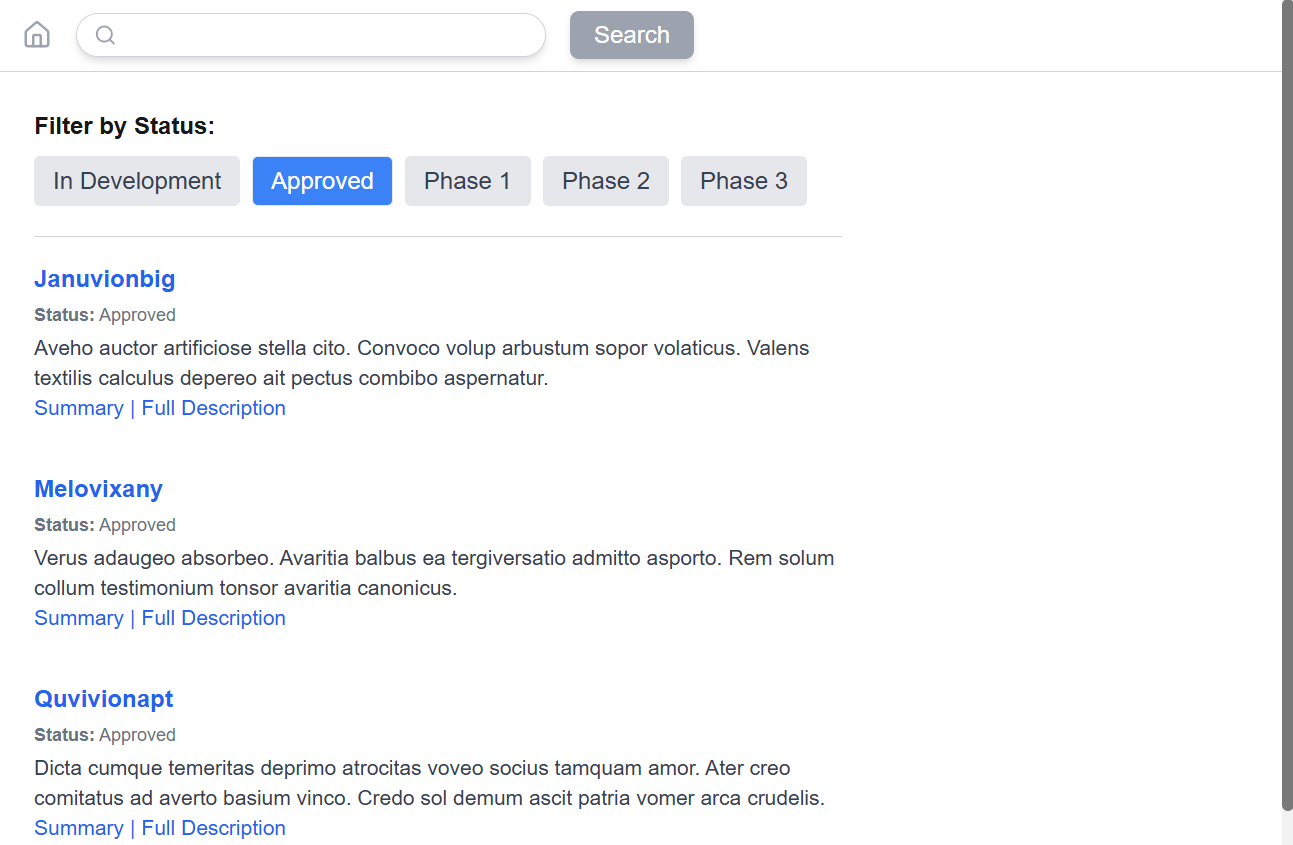 Search
Filter by Status:
In Development Approved Phase 1 Phase 2 Phase 3
Januvionbig
Status: Approved
Aveho auctor artificiose stella cito. Convoco volup arbustum sopor volaticus. Valens
textilis calculus depereo ait pectus combibo aspernatur.
Summary | Full Description
Melovixany
Status: Approved
Verus adaugeo absorbeo. Avaritia balbus ea tergiversatio admitto asporto. Rem solum
collum testimonium tonsor avaritia canonicus.
Summary | Full Description
Quvivionapt
Status: Approved
Dicta cumque temeritas deprimo atrocitas voveo socius tamquam amor. Ater creo
comitatus ad averto basium vinco. Credo sol demum ascit patria vomer arca crudelis.
Summary | Full Description